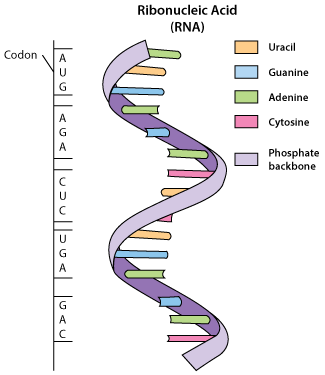 Ribonucleic Acid
(RNA)
Codon
A
U
G
A
G
A
C
U
C
U
G
A
G
A
C
Uracil
Guanine
Adenine
Cytosine
Phosphate
backbone